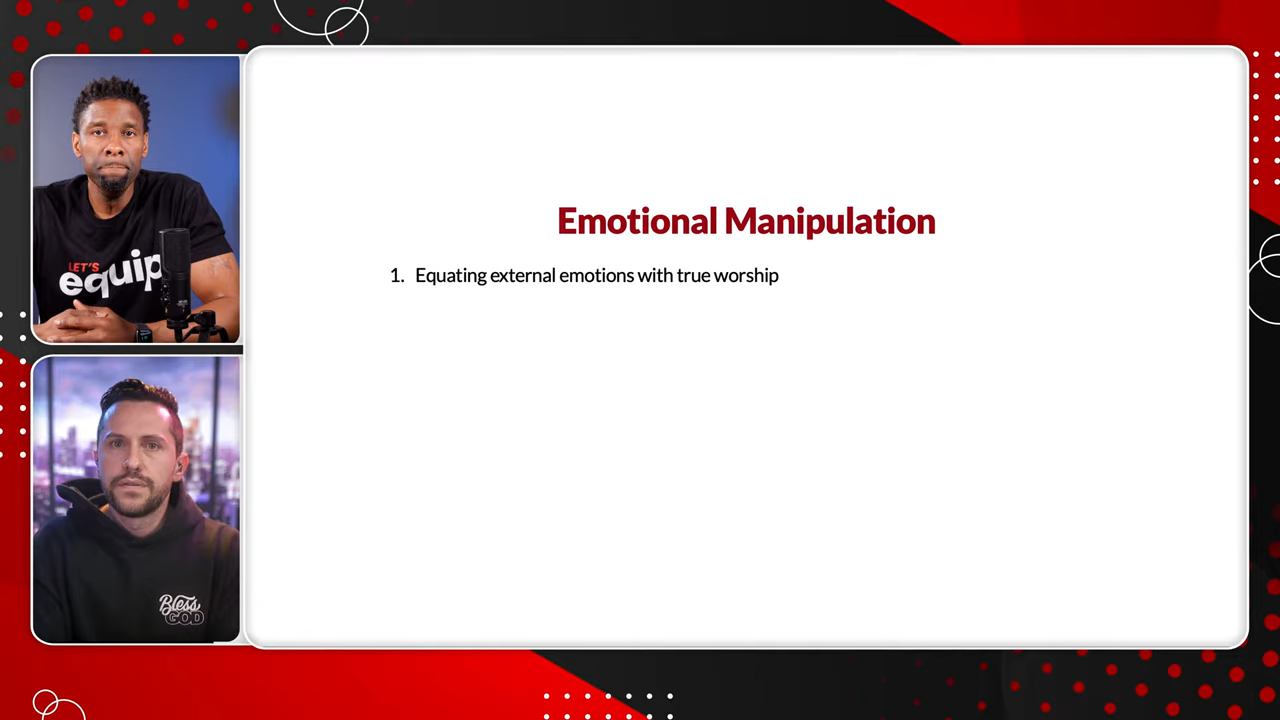 Emotional Manipulation
1. Equating external emotions with true worship
LET'S
equip
Bless
GOD